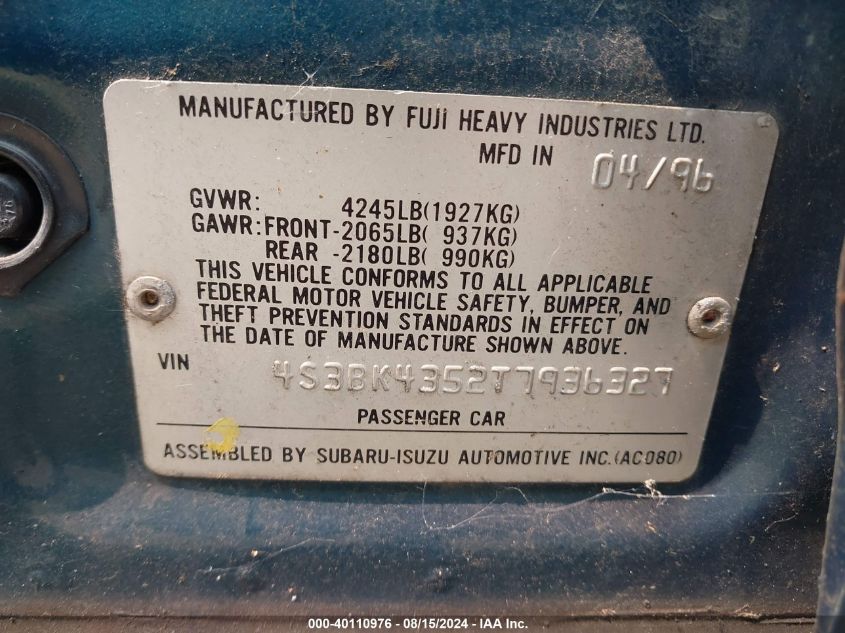 MANUFACTURED BY FUJI HEAVY INDUSTRIES LTD.
MFD IN 04/96
GVWR: 4245LB(1927KG)
GAWR:FRONT-2065LB( 937KG)
REAR -2180LB( 990KG)
THIS VEHICLE CONFORMS TO ALL APPLICABLE
FEDERAL MOTOR VEHICLE SAFETY, BUMPER, AND
THEFT PREVENTION STANDARDS IN EFFECT ON
THE DATE OF MANUFACTURE SHOWN ABOVE.
VIN 4S3BK4352T7936327
PASSENGER CAR
ASSEMBLED BY SUBARU-ISUZU AUTOMOTIVE INC.(AC080)
000-40110976 - 08/15/2024 - IAA Inc.